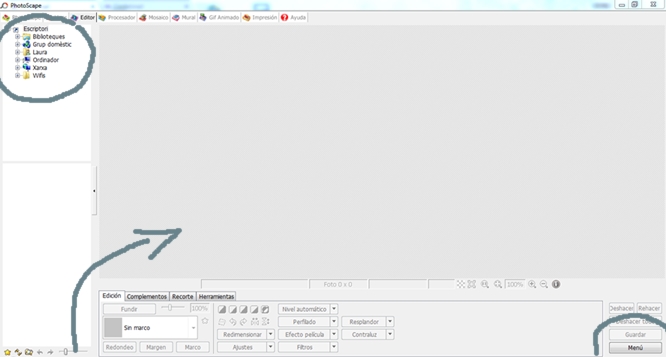 PhotoScape
Editor Procesador Mosaico Mural Gif Animado Impresión Ayuda
Escriptori
Biblioteques
Grup domèstic
Laura
Ordinador
Xarxa
Wifis
Foto 0 x 0 100%
Edición Complementos Recorte Herramientas
Fundir 100%
Sin marco
Redondeo Margen Marco
Nivel automático
Perfilado Resplandor
Redimensionar Efecto película Contraluz
Ajustes Filtros
Deshacer Rehacer
Deshacer
Guardar
Menú